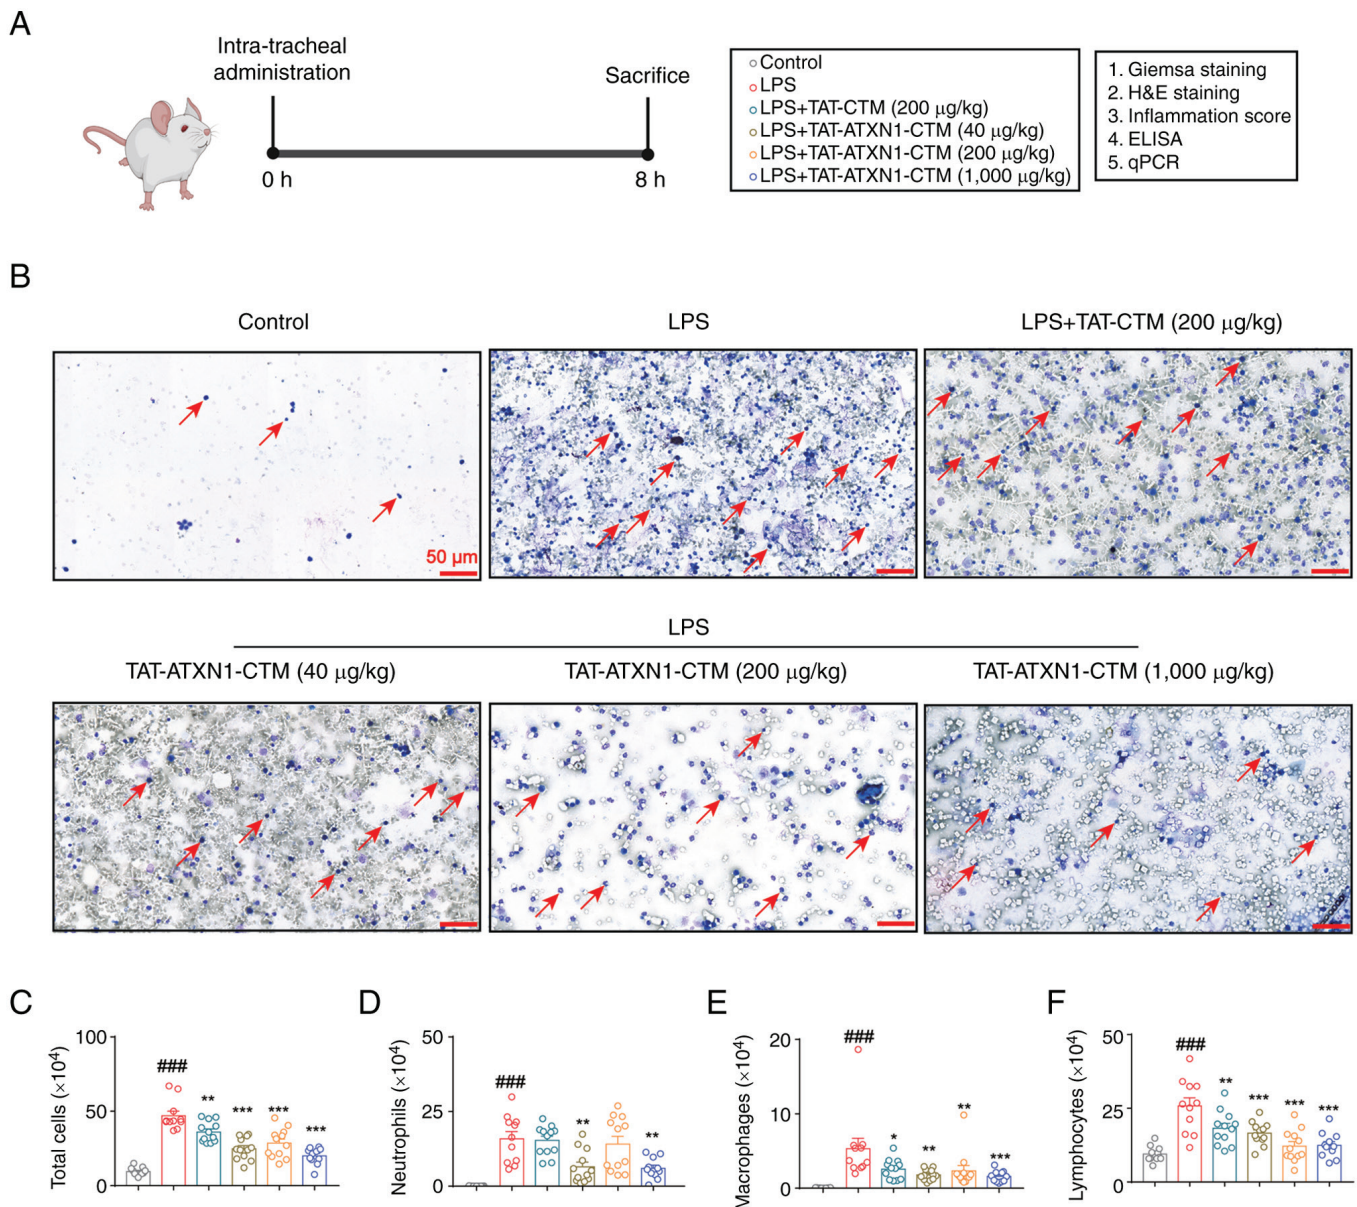 A
Intra-tracheal
administration
Sacrifice
0 h
8 h
Control
LPS
LPS+TAT-CTM (200 μg/kg)
LPS+TAT-ATXN1-CTM (40 μg/kg)
LPS+TAT-ATXN1-CTM (200 μg/kg)
LPS+TAT-ATXN1-CTM (1,000 μg/kg)
1. Giemsa staining
2. H&E staining
3. Inflammation score
4. ELISA
5. qPCR
B
Control
LPS
LPS+TAT-CTM (200 μg/kg)
50 μm
LPS
TAT-ATXN1-CTM (40 μg/kg)
TAT-ATXN1-CTM (200 μg/kg)
TAT-ATXN1-CTM (1,000 μg/kg)
C
Total cells (×10⁴)
100
50
0
###
**
***
***
***
D
Neutrophils (×10⁴)
50
25
0
###
**
**
E
Macrophages (×10⁴)
20
10
0
###
*
**
**
***
F
Lymphocytes (×10⁴)
50
25
0
###
**
***
***
***